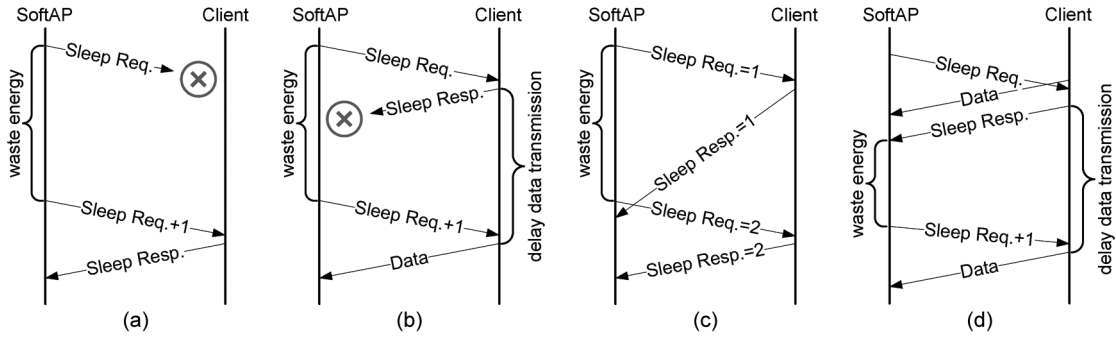 SoftAP Client
Sleep Req.
waste energy
Sleep Req.+1
Sleep Resp.
(a)
SoftAP Client
Sleep Req.
Sleep Resp.
waste energy
delay data transmission
Sleep Req.+1
Data
(b)
SoftAP Client
Sleep Req.=1
waste energy
Sleep Resp.=1
Sleep Req.=2
Sleep Resp.=2
(c)
SoftAP Client
Sleep Req.
Data
Sleep Resp.
waste energy
delay data transmission
Sleep Req.+1
Data
(d)